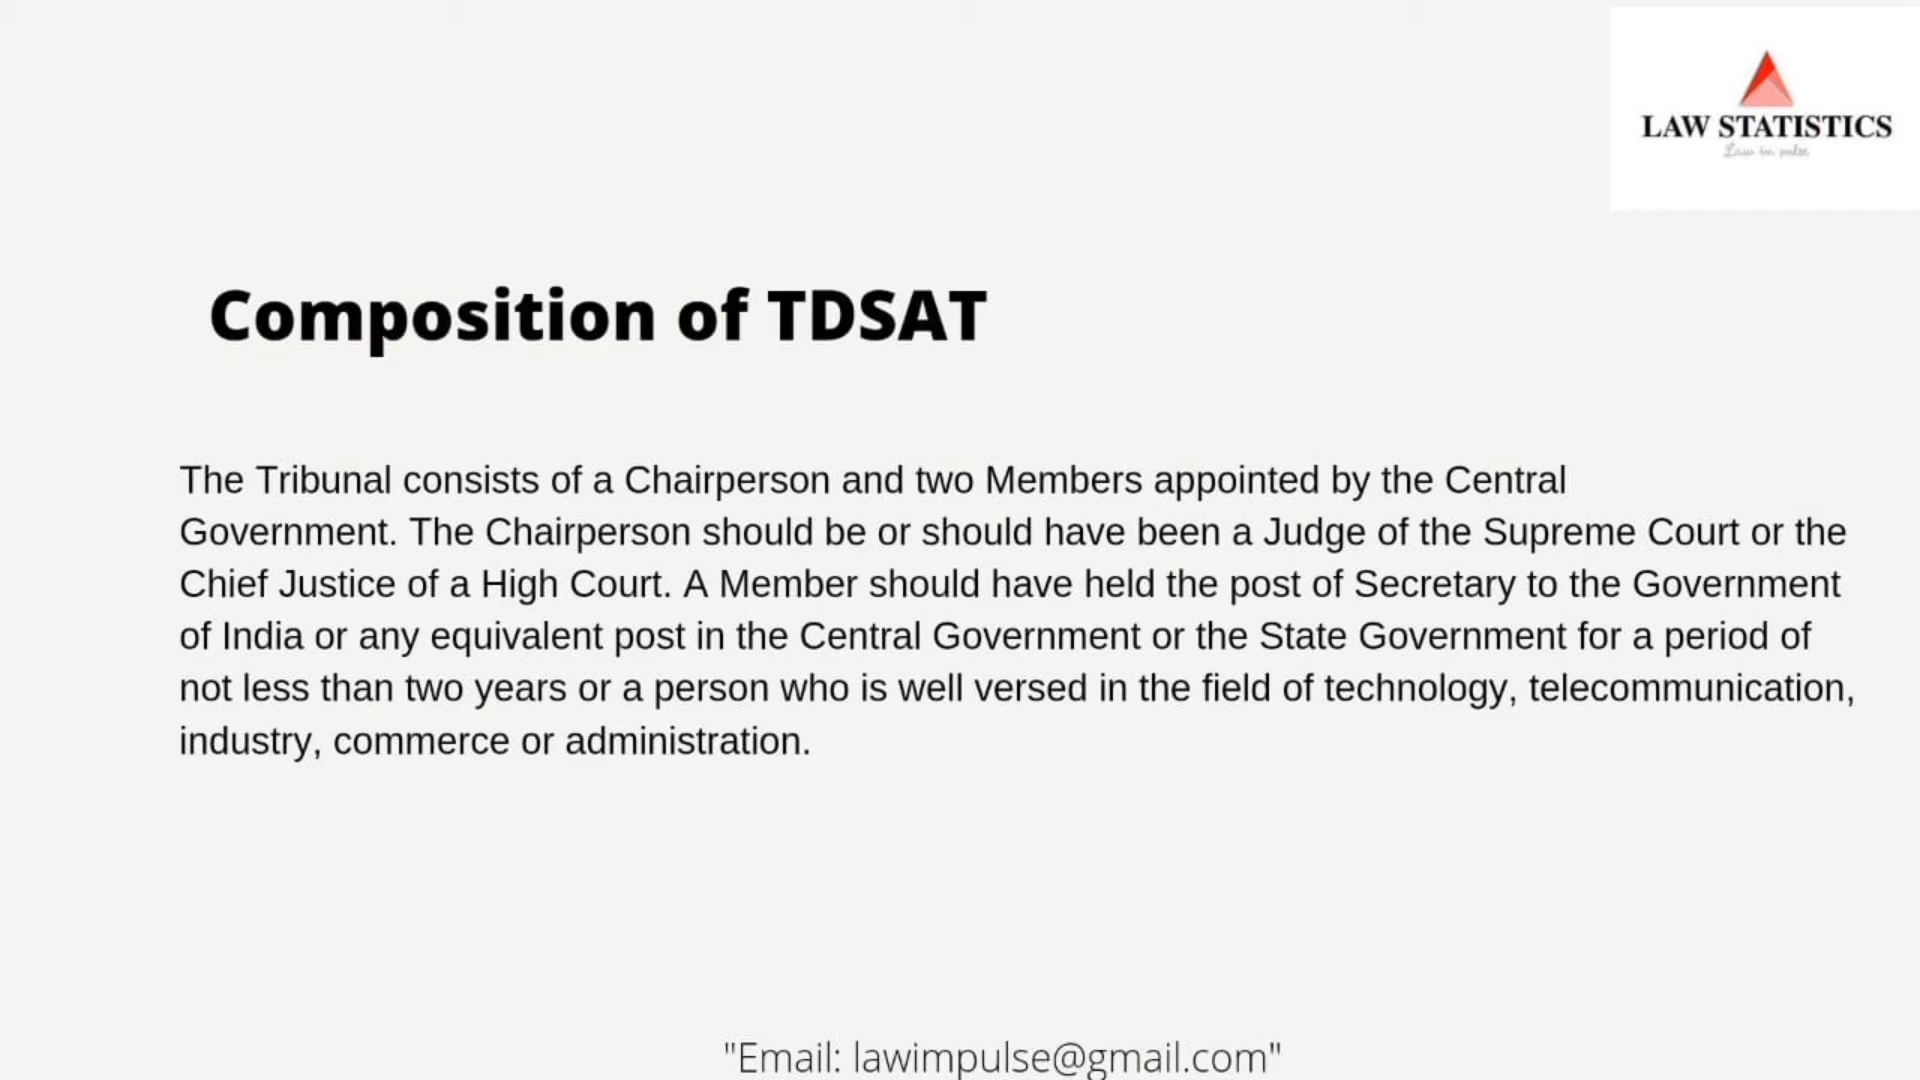 LAW STATISTICS
Law in pulse
Composition of TDSAT
The Tribunal consists of a Chairperson and two Members appointed by the Central
Government. The Chairperson should be or should have been a Judge of the Supreme Court or the
Chief Justice of a High Court. A Member should have held the post of Secretary to the Government
of India or any equivalent post in the Central Government or the State Government for a period of
not less than two years or a person who is well versed in the field of technology, telecommunication,
industry, commerce or administration.
"Email: lawimpulse@gmail.com"